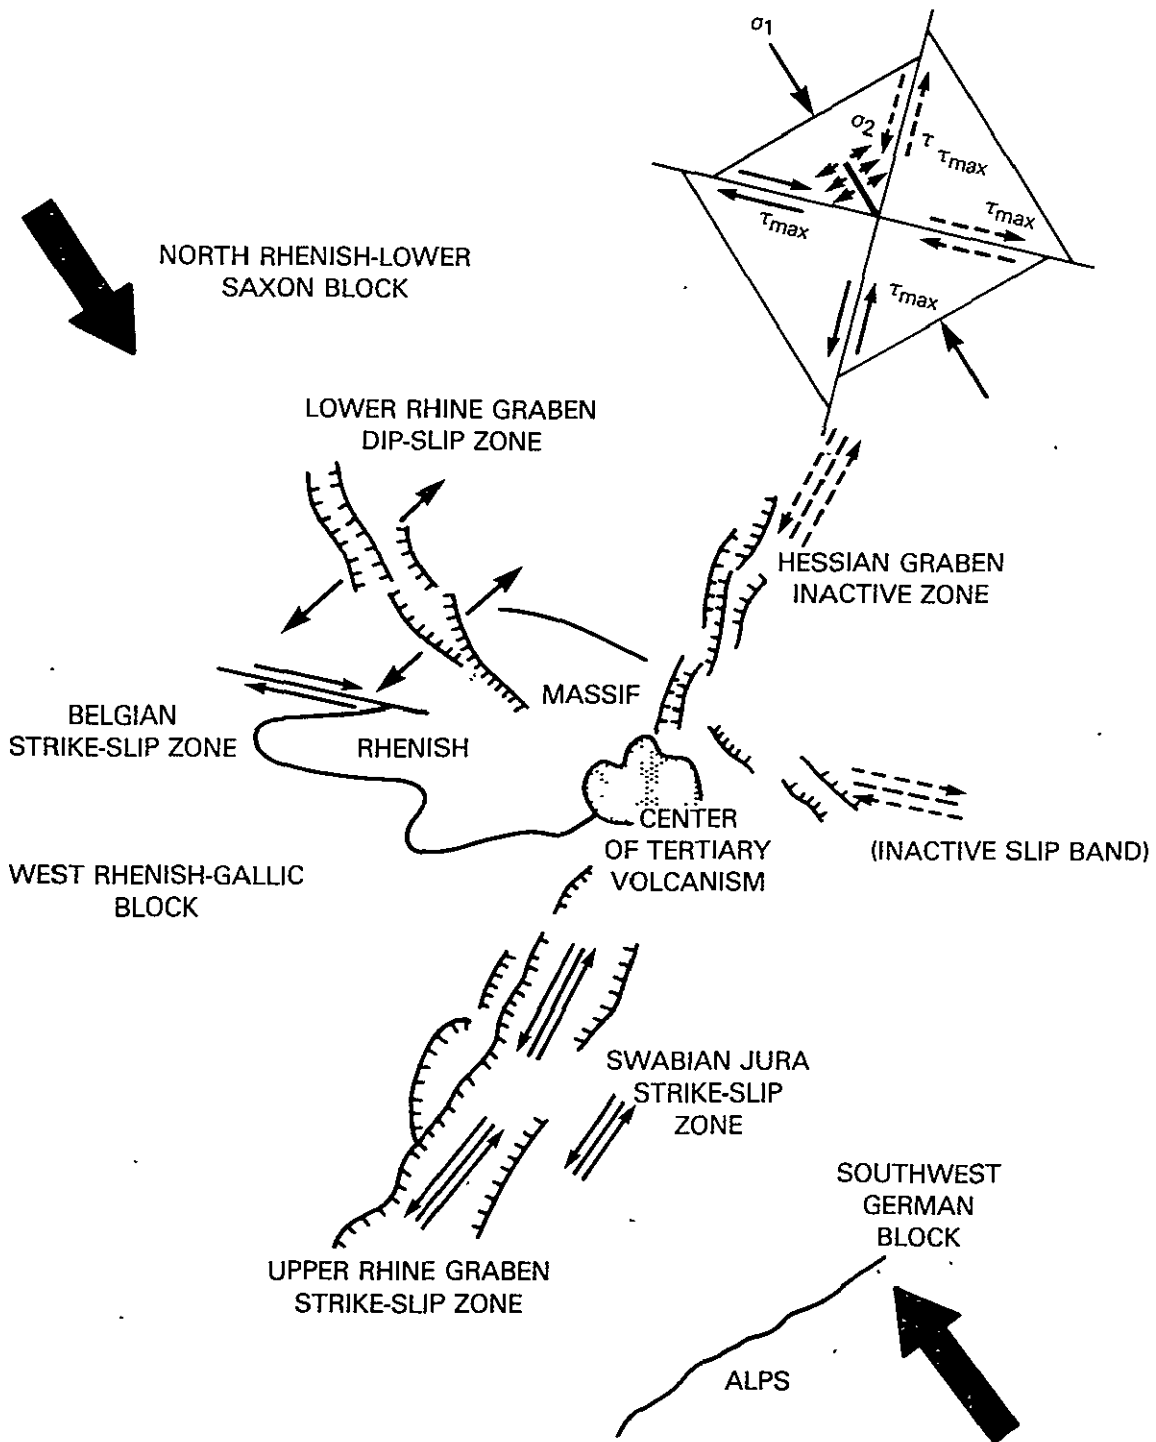 σ1
σ2
τ
τmax
τmax
τmax
τmax
NORTH RHENISH-LOWER
SAXON BLOCK
LOWER RHINE GRABEN
DIP-SLIP ZONE
HESSIAN GRABEN
INACTIVE ZONE
MASSIF
BELGIAN
STRIKE-SLIP ZONE
RHENISH
CENTER
OF TERTIARY
VOLCANISM
(INACTIVE SLIP BAND)
WEST RHENISH-GALLIC
BLOCK
SWABIAN JURA
STRIKE-SLIP
ZONE
SOUTHWEST
GERMAN
BLOCK
UPPER RHINE GRABEN
STRIKE-SLIP ZONE
ALPS